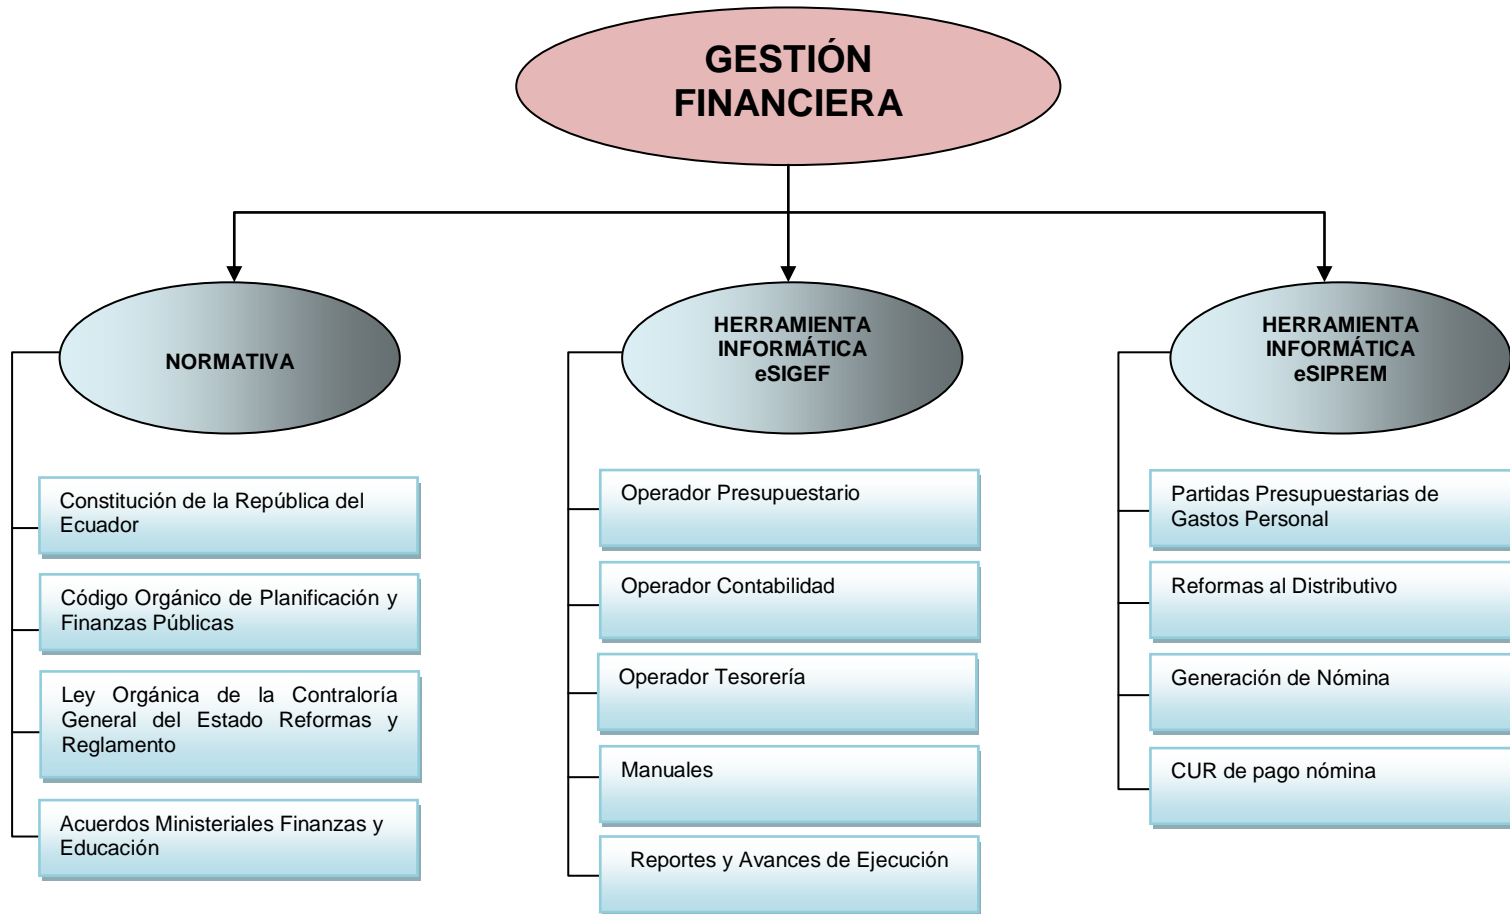 GESTIÓN
FINANCIERA
NORMATIVA
Constitución de la República del
Ecuador
Código Orgánico de Planificación y
Finanzas Públicas
Ley Orgánica de la Contraloría
General del Estado Reformas y
Reglamento
Acuerdos Ministeriales Finanzas y
Educación
HERRAMIENTA
INFORMÁTICA
eSIGEF
Operador Presupuestario
Operador Contabilidad
Operador Tesorería
Manuales
Reportes y Avances de Ejecución
HERRAMIENTA
INFORMÁTICA
eSIPREM
Partidas Presupuestarias de
Gastos Personal
Reformas al Distributivo
Generación de Nómina
CUR de pago nómina